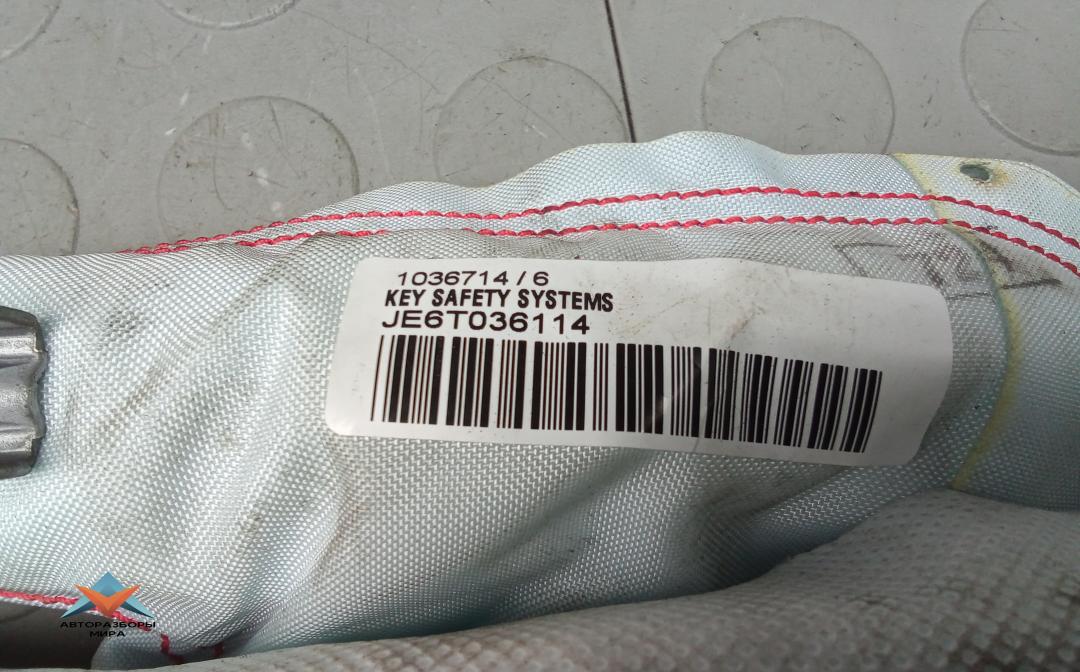 1036714 / 6
KEY SAFETY SYSTEMS
JE6T036114
АВТОРАЗБОРЫ
МИРА